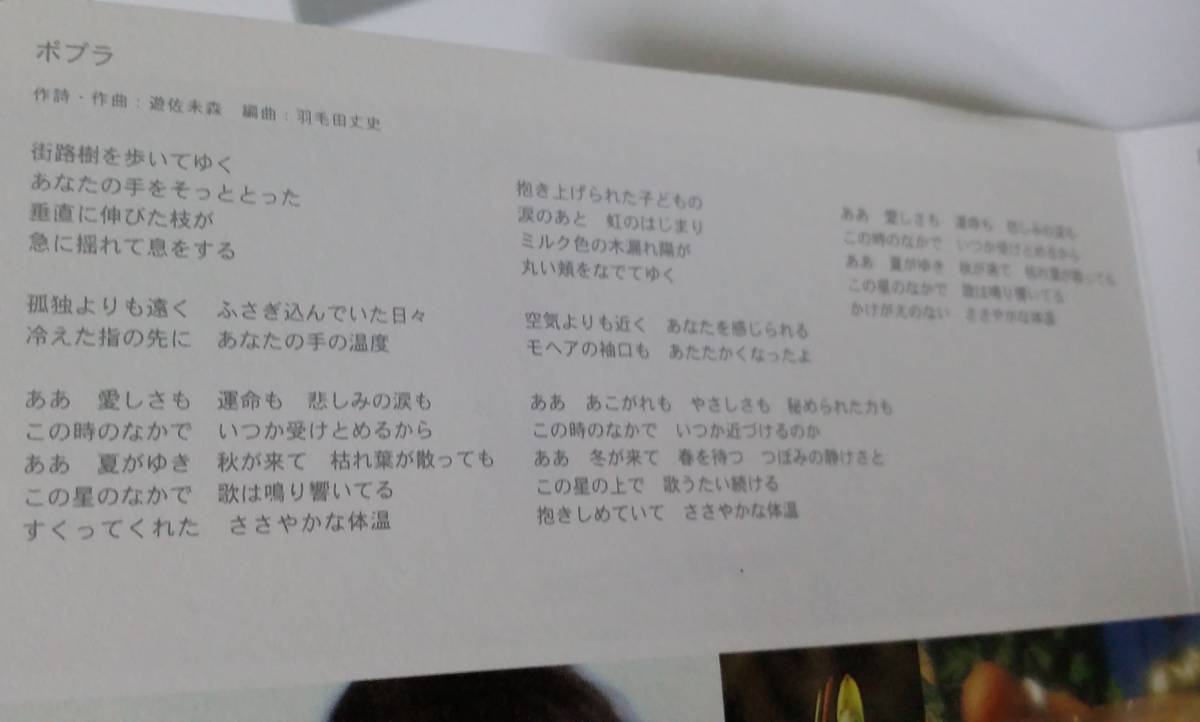 ポプラ
作詩・作曲：遊佐未森　編曲：羽毛田丈史
街路樹を歩いてゆく
あなたの手をそっととった
垂直に伸びた枝が
急に揺れて息をする
孤独よりも遠く　ふさぎ込んでいた日々
冷えた指の先に　あなたの手の温度
ああ　愛しさも　運命も　悲しみの涙も
この時のなかで　いつか受けとめるから
ああ　夏がゆき　秋が来て　枯れ葉が散っても
この星のなかで　歌は鳴り響いてる
すくってくれた　ささやかな体温
抱き上げられた子どもの
涙のあと　虹のはじまり
ミルク色の木漏れ陽が
丸い頬をなでてゆく
空気よりも近く　あなたを感じられる
モヘアの袖口も　あたたかくなったよ
ああ　あこがれも　やさしさも　秘められた力も
この時のなかで　いつか近づけるのか
ああ　冬が来て　春を待つ　つぼみの静けさと
この星の上で　歌うたい続ける
抱きしめていて　ささやかな体温
ああ　愛しさも　運命も　悲しみの涙も
この時のなかで　いつか受けとめるから
ああ　夏がゆき　秋が来て　枯れ葉が散っても
この星のなかで　歌は鳴り響いてる
かけがえのない　ささやかな体温